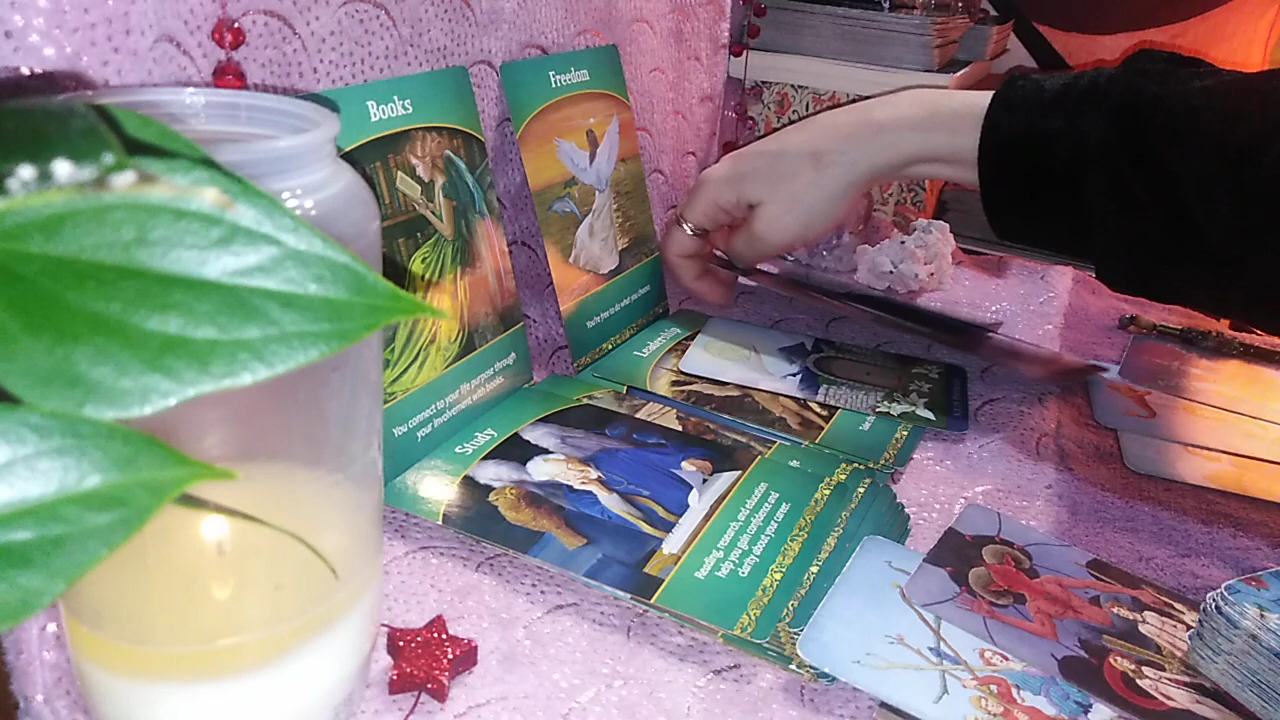 Books
You connect to your life purpose through
your involvement with books.
Freedom
You're free to do what you choose.
Leadership
Study
Reading, research, and education
help you gain confidence and
clarity about your career.